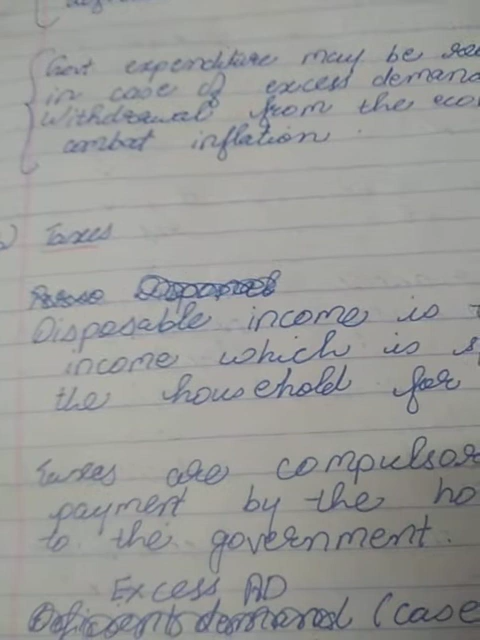 Govt expenditure may be
in case of excess demand
withdrawal from the
combat inflation.
Taxes
Disposable income is
income which is
the household for
Taxes are compulsor
payment by the ho
to the government.
Excess AD
Deficient demand (case